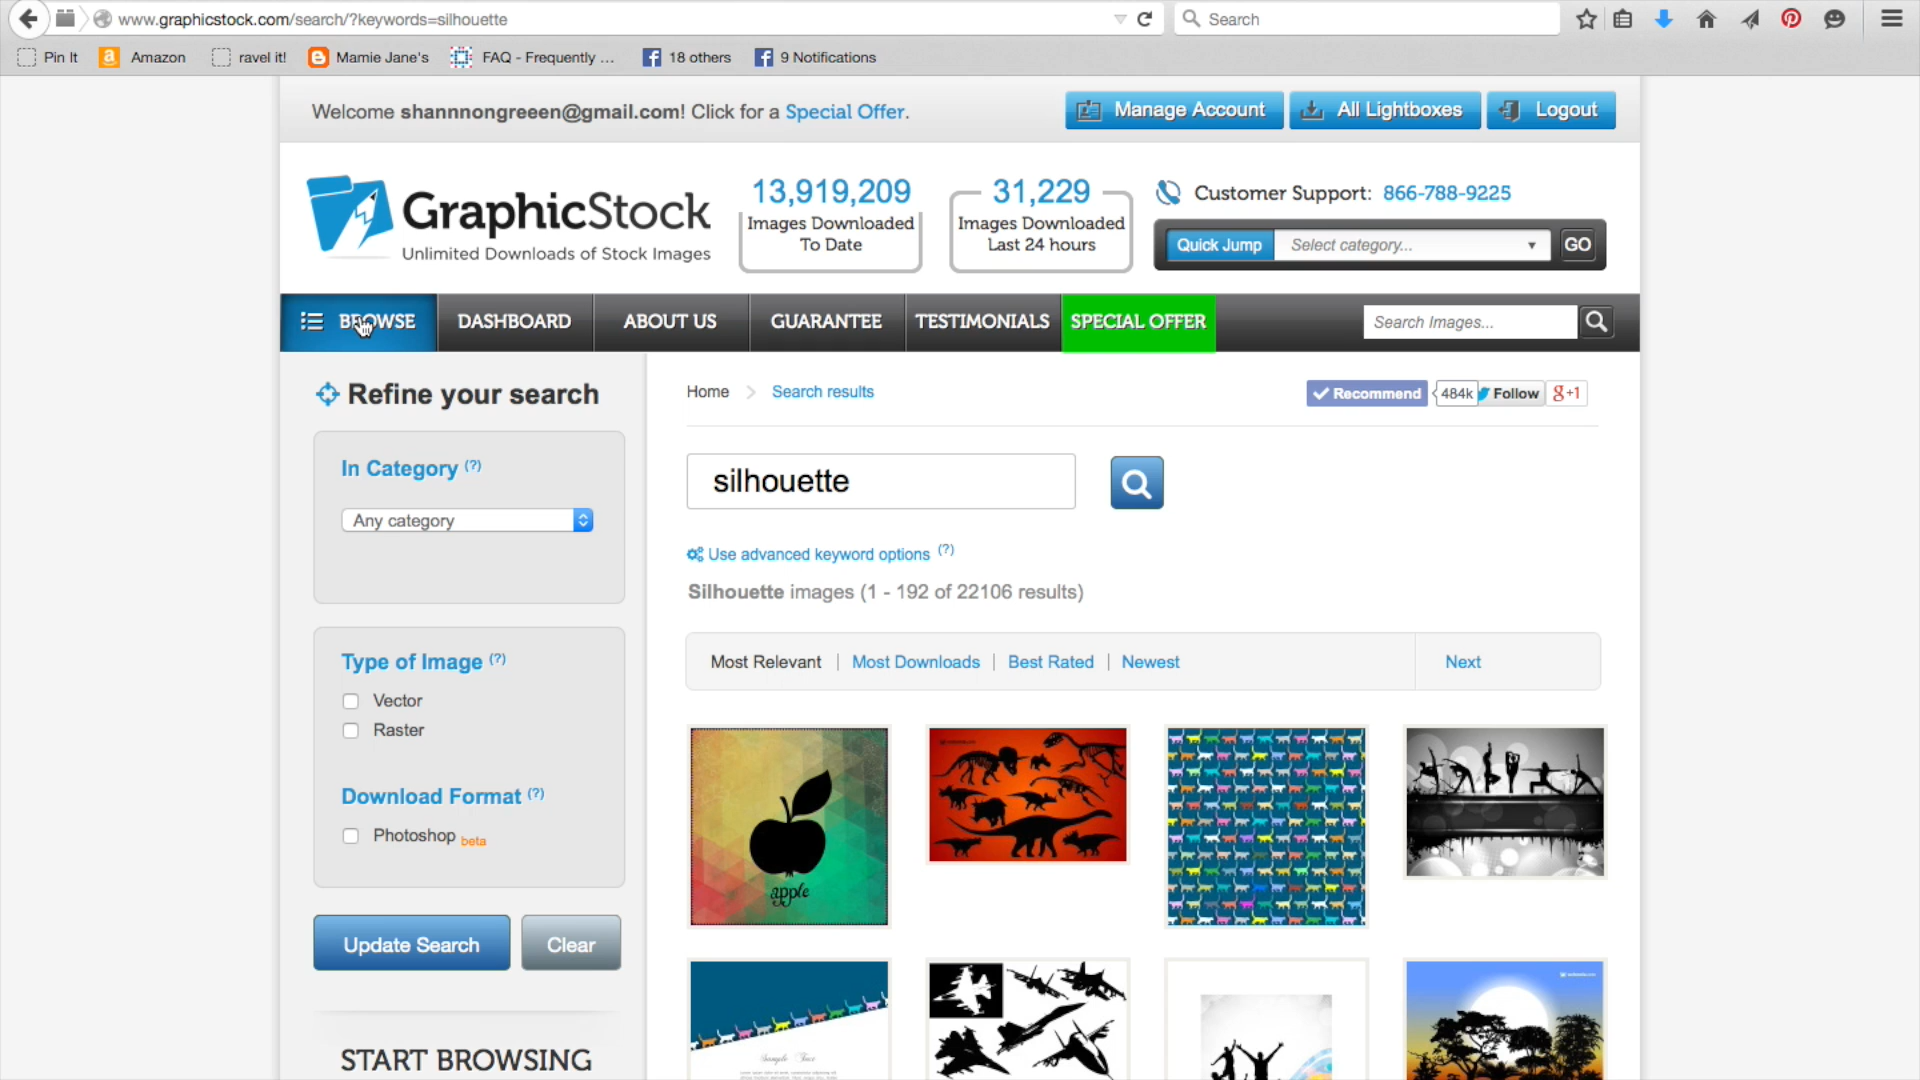 www.graphicstock.com/search/?keywords=silhouette
Search
Pin It
Amazon
ravel it!
Mamie Jane's
FAQ - Frequently ...
18 others
9 Notifications
Welcome shannnongreeen@gmail.com! Click for a Special Offer.
Manage Account
All Lightboxes
Logout
GraphicStock
Unlimited Downloads of Stock Images
13,919,209
Images Downloaded
To Date
31,229
Images Downloaded
Last 24 hours
Customer Support: 866-788-9225
Quick Jump
Select category...
GO
BROWSE
DASHBOARD
ABOUT US
GUARANTEE
TESTIMONIALS
SPECIAL OFFER
Search Images...
Refine your search
In Category (?)
Any category
Type of Image (?)
Vector
Raster
Download Format (?)
Photoshop beta
Update Search
Clear
START BROWSING
Home
Search results
Recommend
484k
Follow
g+1
silhouette
Use advanced keyword options (?)
Silhouette images (1 - 192 of 22106 results)
Most Relevant | Most Downloads | Best Rated | Newest
Next
apple
Sample Text